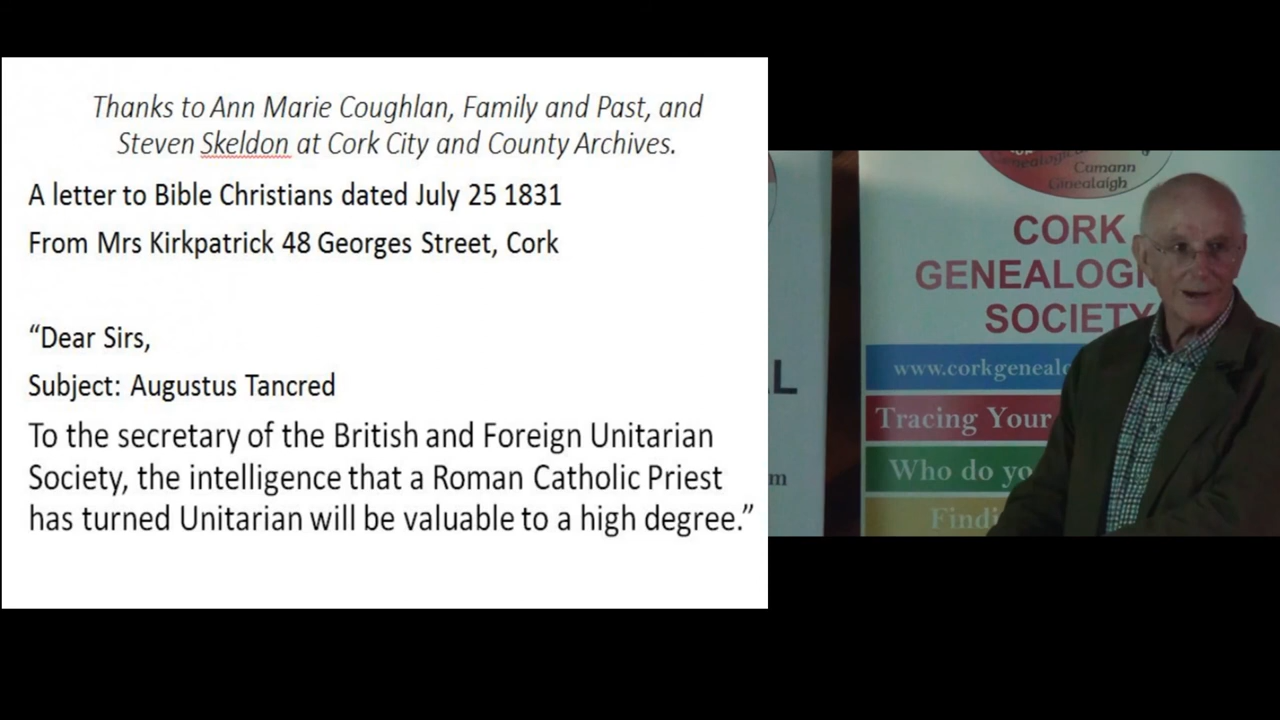 Thanks to Ann Marie Coughlan, Family and Past, and
Steven Skeldon at Cork City and County Archives.
A letter to Bible Christians dated July 25 1831
From Mrs Kirkpatrick 48 Georges Street, Cork
“Dear Sirs,
Subject: Augustus Tancred
To the secretary of the British and Foreign Unitarian
Society, the intelligence that a Roman Catholic Priest
has turned Unitarian will be valuable to a high degree.”
Cumann
Ginealaigh
CORK
GENEALOGI
SOCIETY
www.corkgenealo
Tracing Your
Who do yo
Findi
AL
m